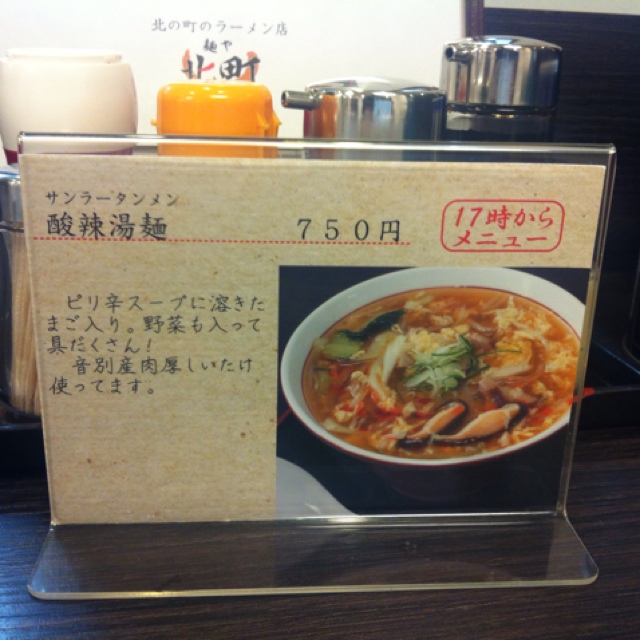 北の町のラーメン店
麺や
北町
サンラータンメン
酸辣湯麺
750円
17時から
メニュー
ピリ辛スープに溶きた
まご入り。野菜も入って
具だくさん!
音別産肉厚しいたけ
使ってます。